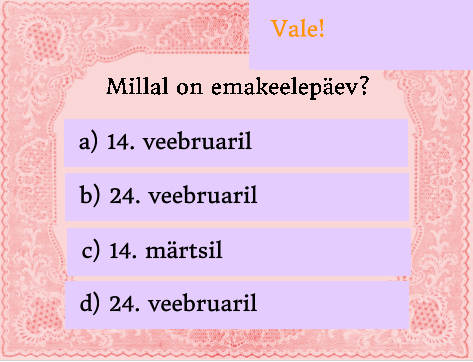 Vale!
Millal on emakeelepäev?
a) 14. veebruaril
b) 24. veebruaril
c) 14. märtsil
d) 24. veebruaril